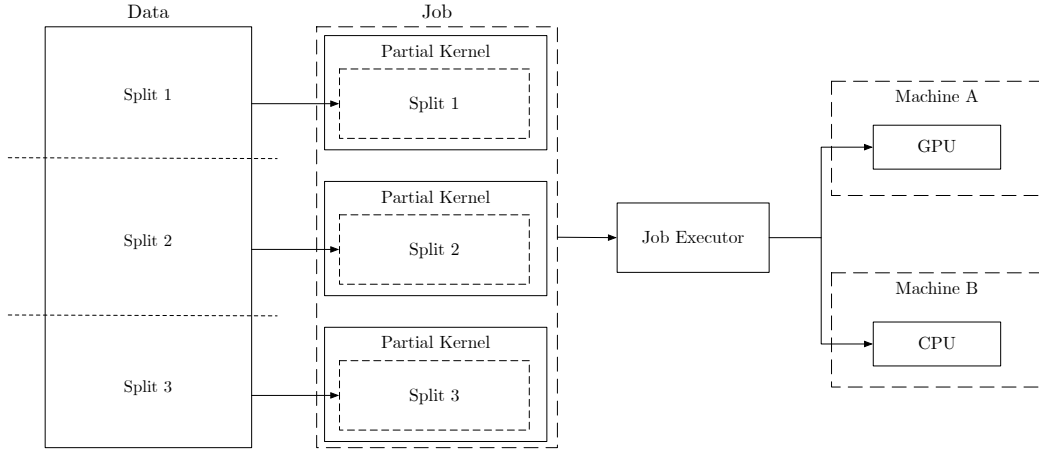 Data
Split 1
Split 2
Split 3
Job
Partial Kernel
Split 1
Partial Kernel
Split 2
Partial Kernel
Split 3
Job Executor
Machine A
GPU
Machine B
CPU